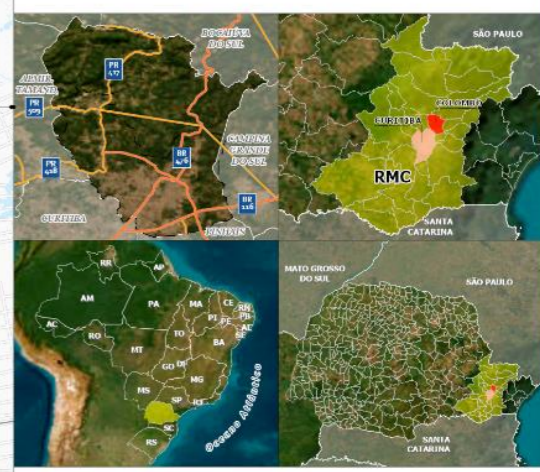 BOCAIÚVA
DO SUL
ALMIR.
TAMAND.
PR
417
PR
509
PR
418
BR
476
BR
116
CAMPINA
GRANDE
DO SUL
CURITIBA
PINHAIS
SÃO PAULO
COLOMBO
CURITIBA
RMC
SANTA
CATARINA
RR
AP
AM
PA
MA
CE
RN
PB
PI
PE
AL
SE
AC
RO
TO
BA
MT
GO
DF
MG
MS
SP
RJ
SC
RS
Oceano Atlântico
MATO GROSSO
DO SUL
SÃO PAULO
SANTA
CATARINA